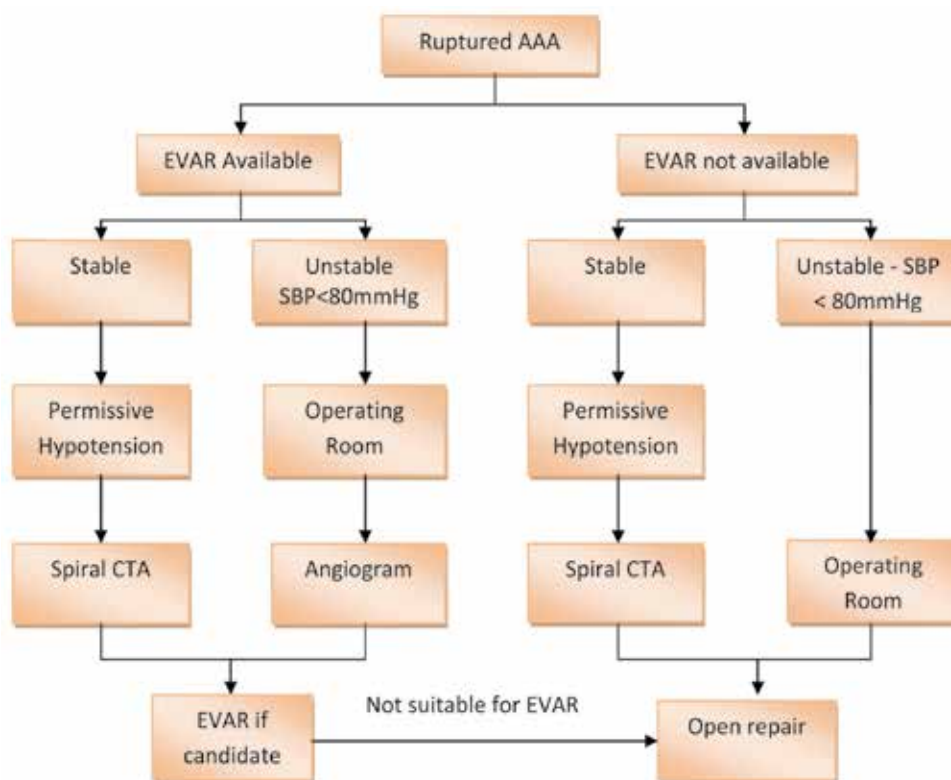 Ruptured AAA
EVAR Available
EVAR not available
Stable
Unstable
SBP<80mmHg
Stable
Unstable - SBP
< 80mmHg
Permissive
Hypotension
Operating
Room
Permissive
Hypotension
Spiral CTA
Angiogram
Spiral CTA
Operating
Room
EVAR if
candidate
Not suitable for EVAR
Open repair